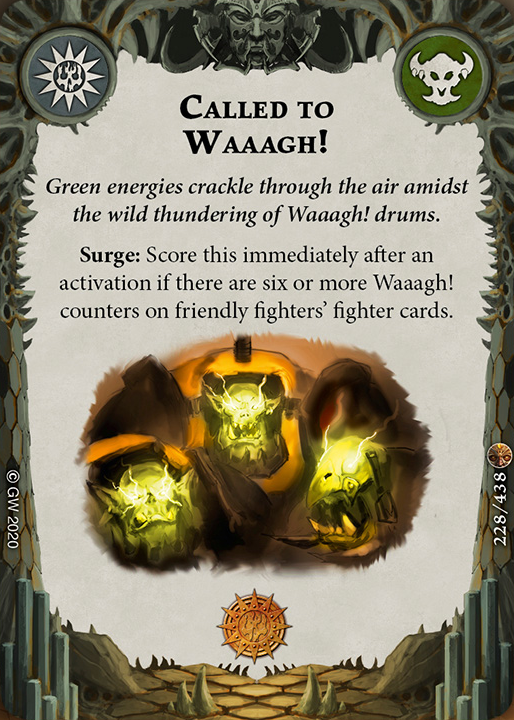 CALLED TO
WAAAGH!
Green energies crackle through the air amidst
the wild thundering of Waaagh! drums.
Surge: Score this immediately after an
activation if there are six or more Waaagh!
counters on friendly fighters' fighter cards.
© GW 2020
228/438